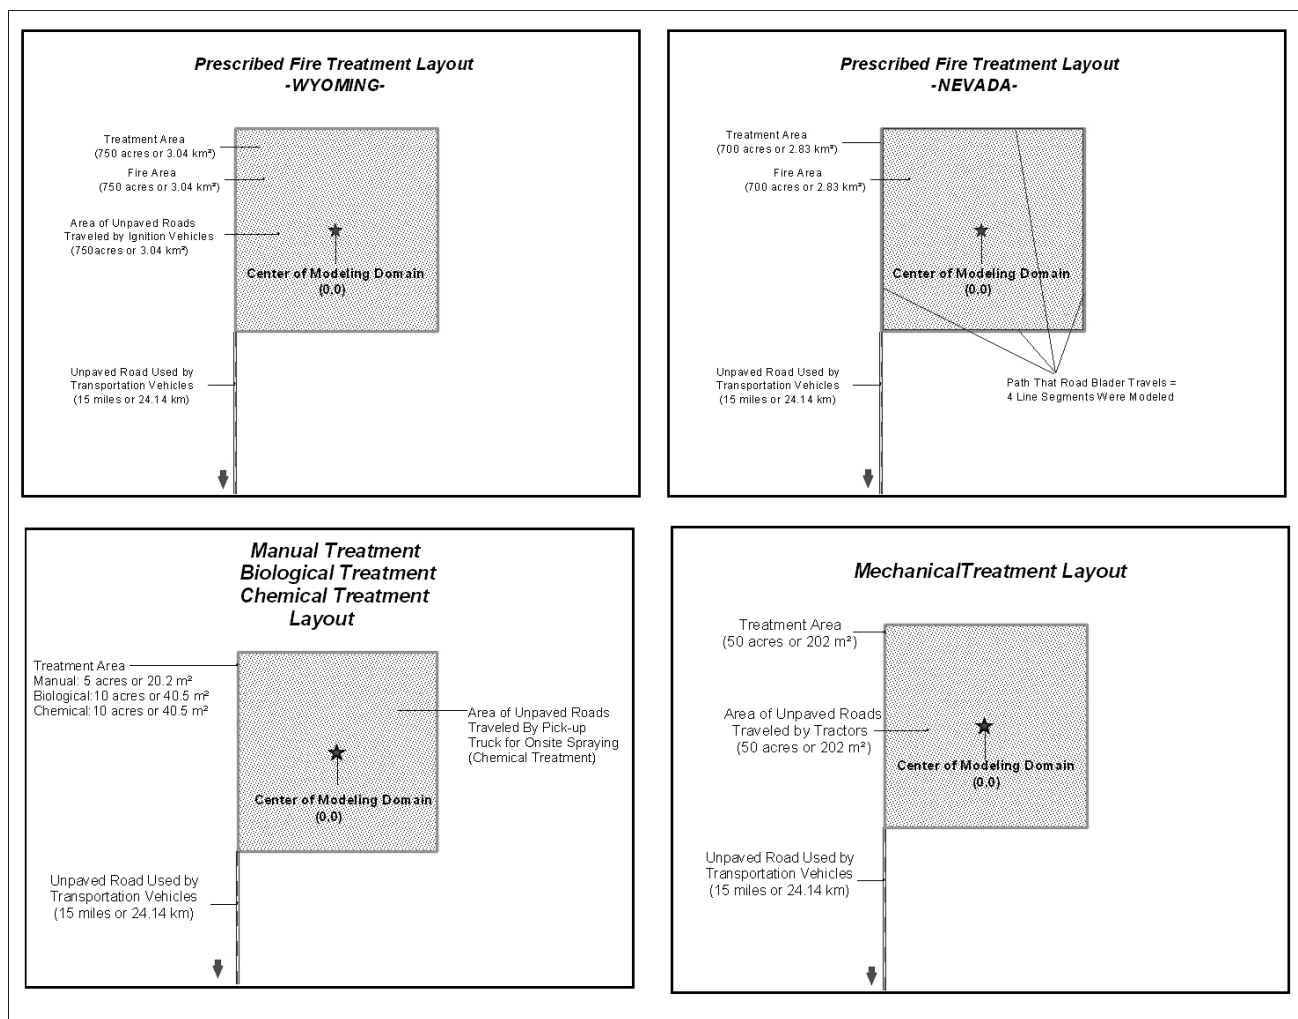 Prescribed Fire Treatment Layout
-WYOMING-
Treatment Area
(750 acres or 3.04 km²)
Fire Area
(750 acres or 3.04 km²)
Area of Unpaved Roads
Traveled by Ignition Vehicles
(750acres or 3.04 km²)
Center of Modeling Domain
(0,0)
Unpaved Road Used by
Transportation Vehicles
(15 miles or 24.14 km)
Prescribed Fire Treatment Layout
-NEVADA-
Treatment Area
(700 acres or 2.83 km²)
Fire Area
(700 acres or 2.83 km²)
Center of Modeling Domain
(0,0)
Unpaved Road Used by
Transportation Vehicles
(15 miles or 24.14 km)
Path That Road Blader Travels =
4 Line Segments Were Modeled
Manual Treatment
Biological Treatment
Chemical Treatment
Layout
Treatment Area
Manual: 5 acres or 20.2 m²
Biological:10 acres or 40.5 m²
Chemical: 10 acres or 40.5 m²
Area of Unpaved Roads
Traveled By Pick-up
Truck for Onsite Spraying
(Chemical Treatment)
Center of Modeling Domain
(0,0)
Unpaved Road Used by
Transportation Vehicles
(15 miles or 24.14 km)
MechanicalTreatment Layout
Treatment Area
(50 acres or 202 m²)
Area of Unpaved Roads
Traveled by Tractors
(50 acres or 202 m²)
Center of Modeling Domain
(0,0)
Unpaved Road Used by
Transportation Vehicles
(15 miles or 24.14 km)